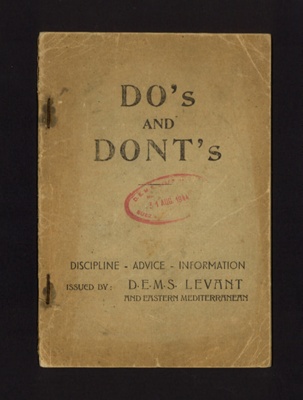 DO's
AND
DONT's
DISCIPLINE - ADVICE - INFORMATION
ISSUED BY: D·E·M·S· LEVANT
AND EASTERN MEDITERRANEAN